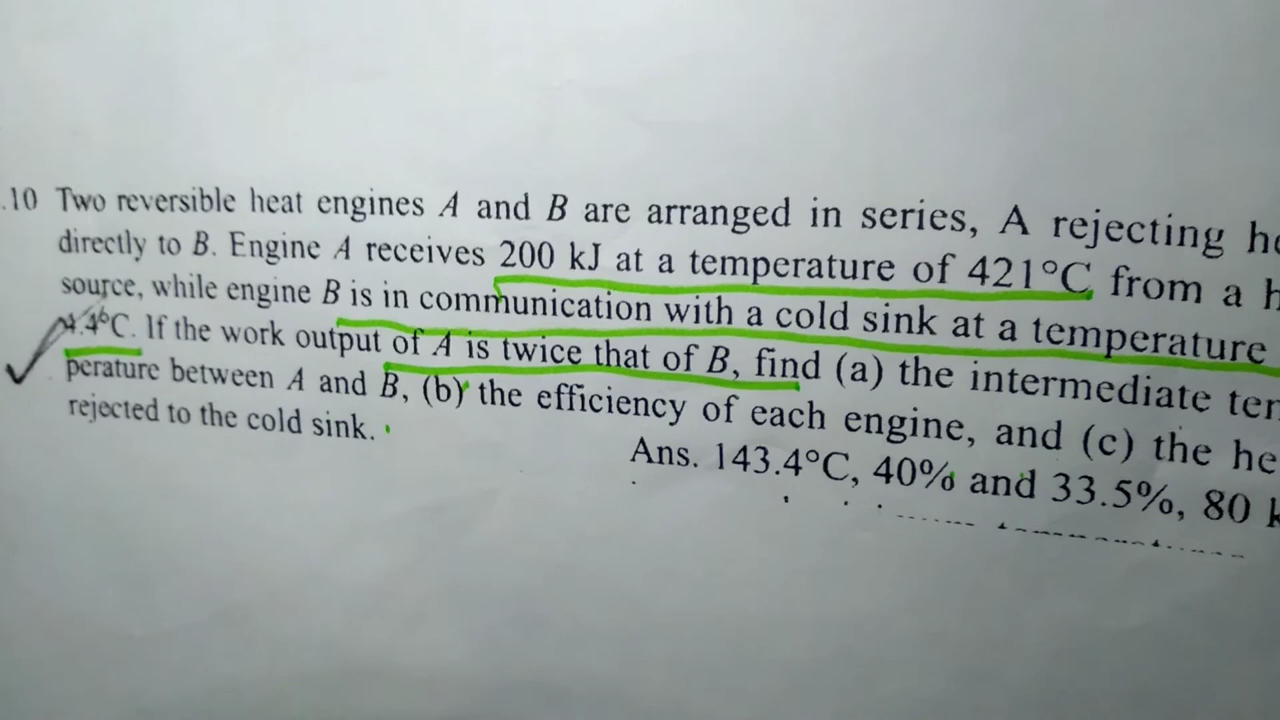 .10 Two reversible heat engines A and B are arranged in series, A rejecting
directly to B. Engine A receives 200 kJ at a temperature of 421°C from a
source, while engine B is in communication with a cold sink at a temperature
4.4°C. If the work output of A is twice that of B, find (a) the intermediate
perature between A and B, (b) the efficiency of each engine, and (c) the
rejected to the cold sink.
Ans. 143.4°C, 40% and 33.5%, 80